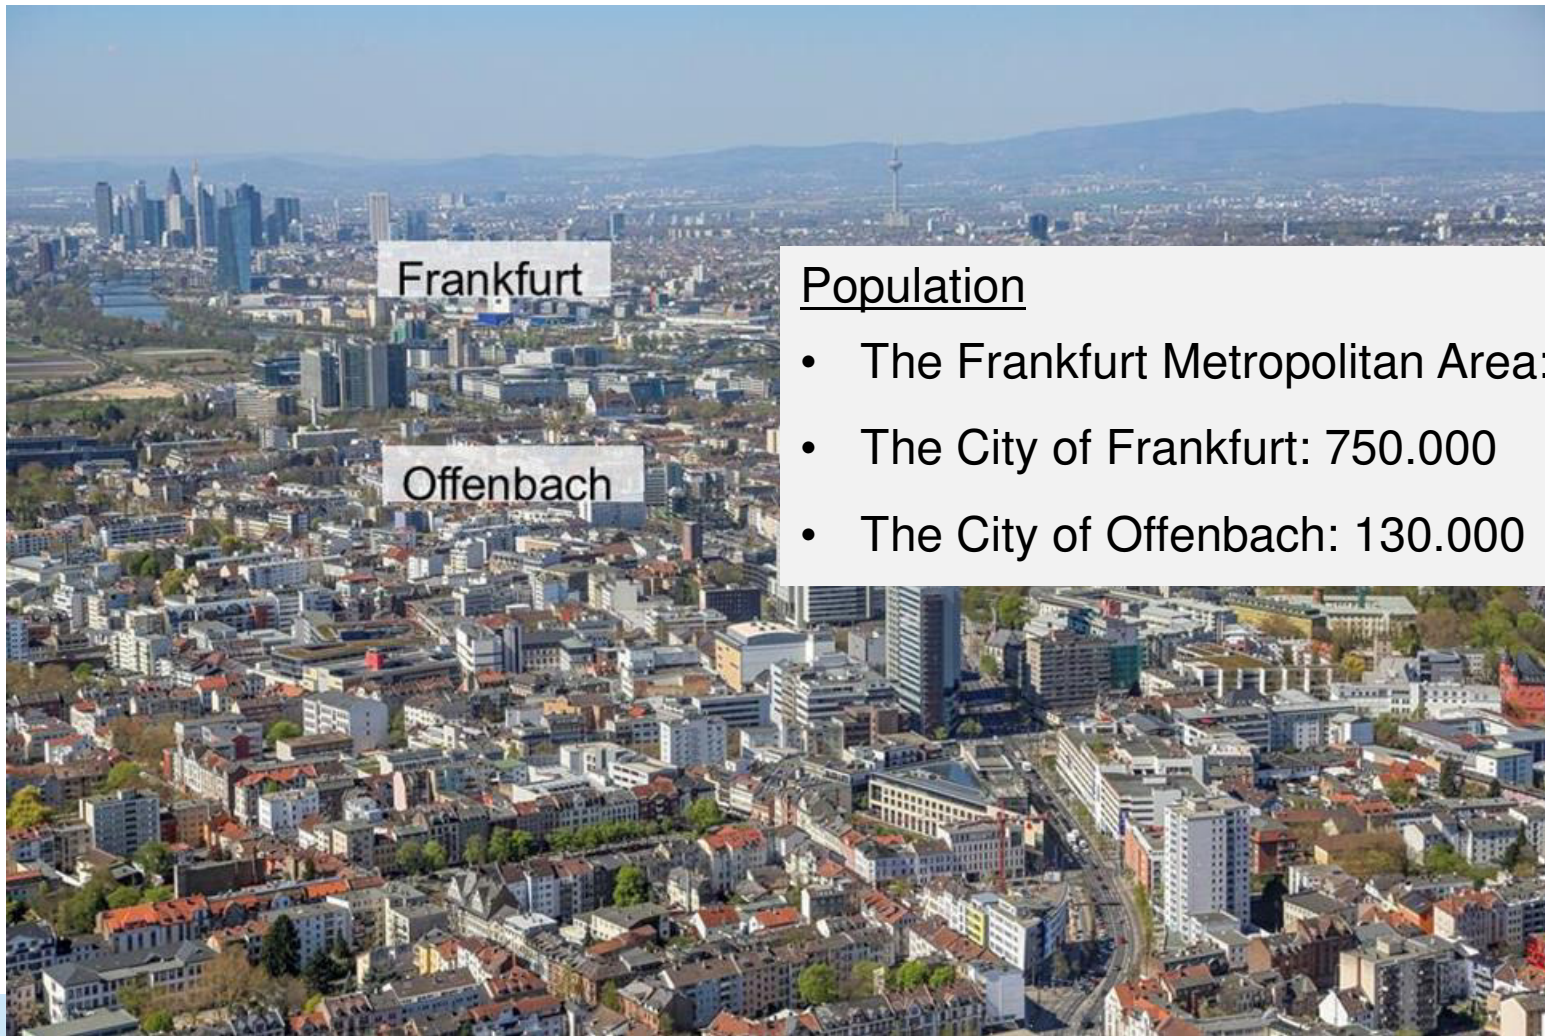 Frankfurt
Population
• The Frankfurt Metropolitan Area:
• The City of Frankfurt: 750.000
Offenbach
• The City of Offenbach: 130.000